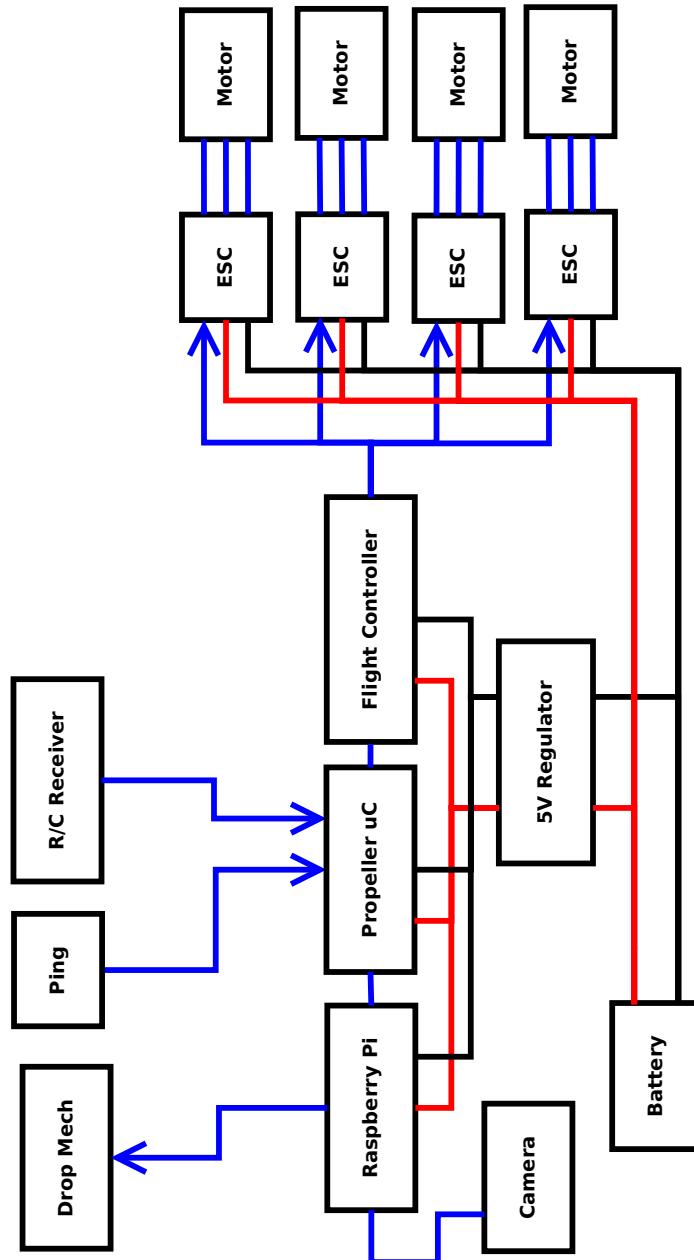 Motor
Motor
Motor
Motor
ESC
ESC
ESC
ESC
Flight Controller
R/C Receiver
Propeller uC
5V Regulator
Ping
Raspberry Pi
Drop Mech
Camera
Battery